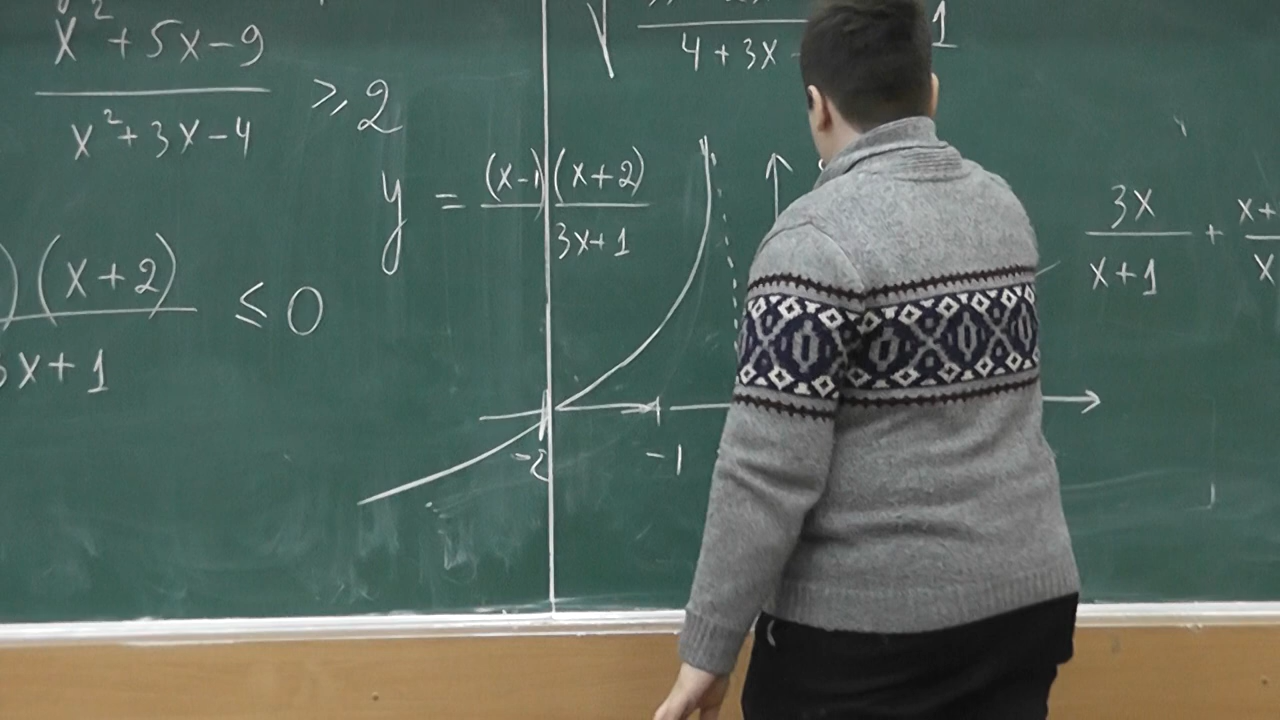 x² + 5x - 9
x² + 3x - 4
≥ 2
(x + 2)
x + 1
≤ 0
y = (x-1)(x+2)
3x+1
4 + 3x -
1
-2
-1
3x
x+1
+
x+
x